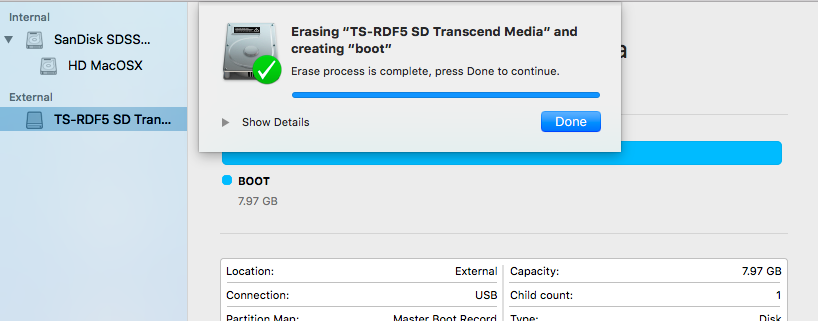 Internal
SanDisk SDSS...
HD MacOSX
External
TS-RDF5 SD Tran...
Erasing “TS-RDF5 SD Transcend Media” and
creating “boot”
Erase process is complete, press Done to continue.
Show Details
Done
a
BOOT
7.97 GB
Location: External
Capacity: 7.97 GB
Connection: USB
Child count: 1
Partition Map: Master Boot Record
Type: Disk